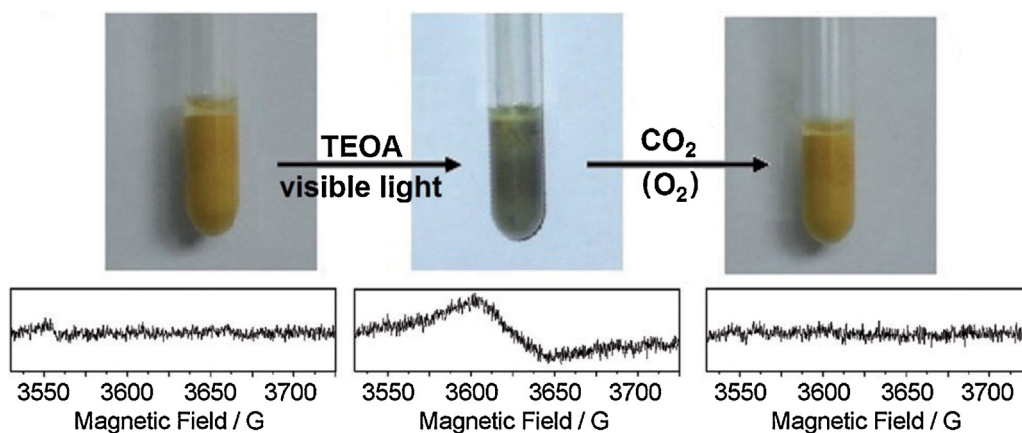 TEOA
visible light
CO2
(O2)
3550 3600 3650 3700
Magnetic Field / G
3550 3600 3650 3700
Magnetic Field / G
3550 3600 3650 3700
Magnetic Field / G